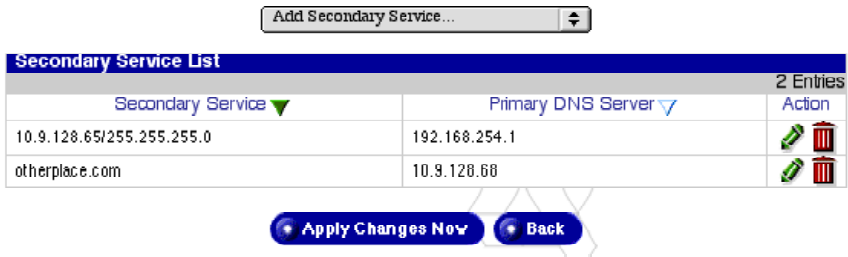 Add Secondary Service...
Secondary Service List
2 Entries
Secondary Service Primary DNS Server Action
10.9.128.65/255.255.255.0 192.168.254.1
otherplace.com 10.9.128.68
Apply Changes Now Back